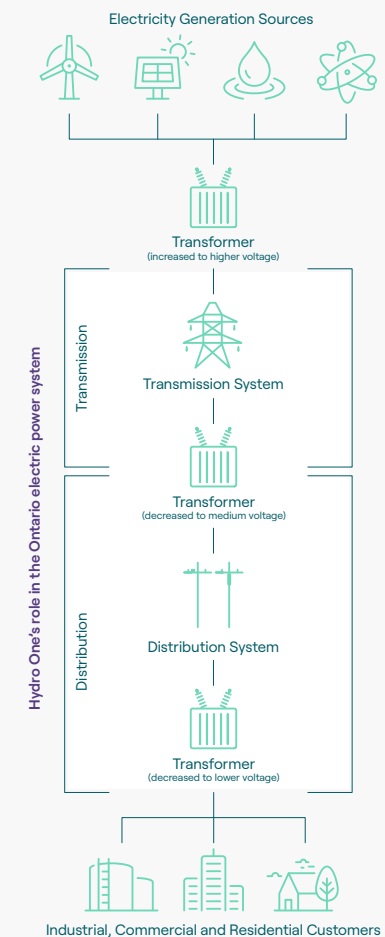 Electricity Generation Sources
Transformer
(increased to higher voltage)
Hydro One's role in the Ontario electric power system
Transmission
Transmission System
Transformer
(decreased to medium voltage)
Distribution
Distribution System
Transformer
(decreased to lower voltage)
Industrial, Commercial and Residential Customers